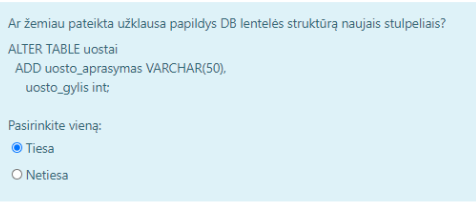 Ar žemiau pateikta užklausa papildys DB lentelės struktūrą naujais stulpeliais?
ALTER TABLE uostai
ADD uosto_aprasymas VARCHAR(50),
uosto_gylis int;
Pasirinkite vieną:
Tiesa
Netiesa